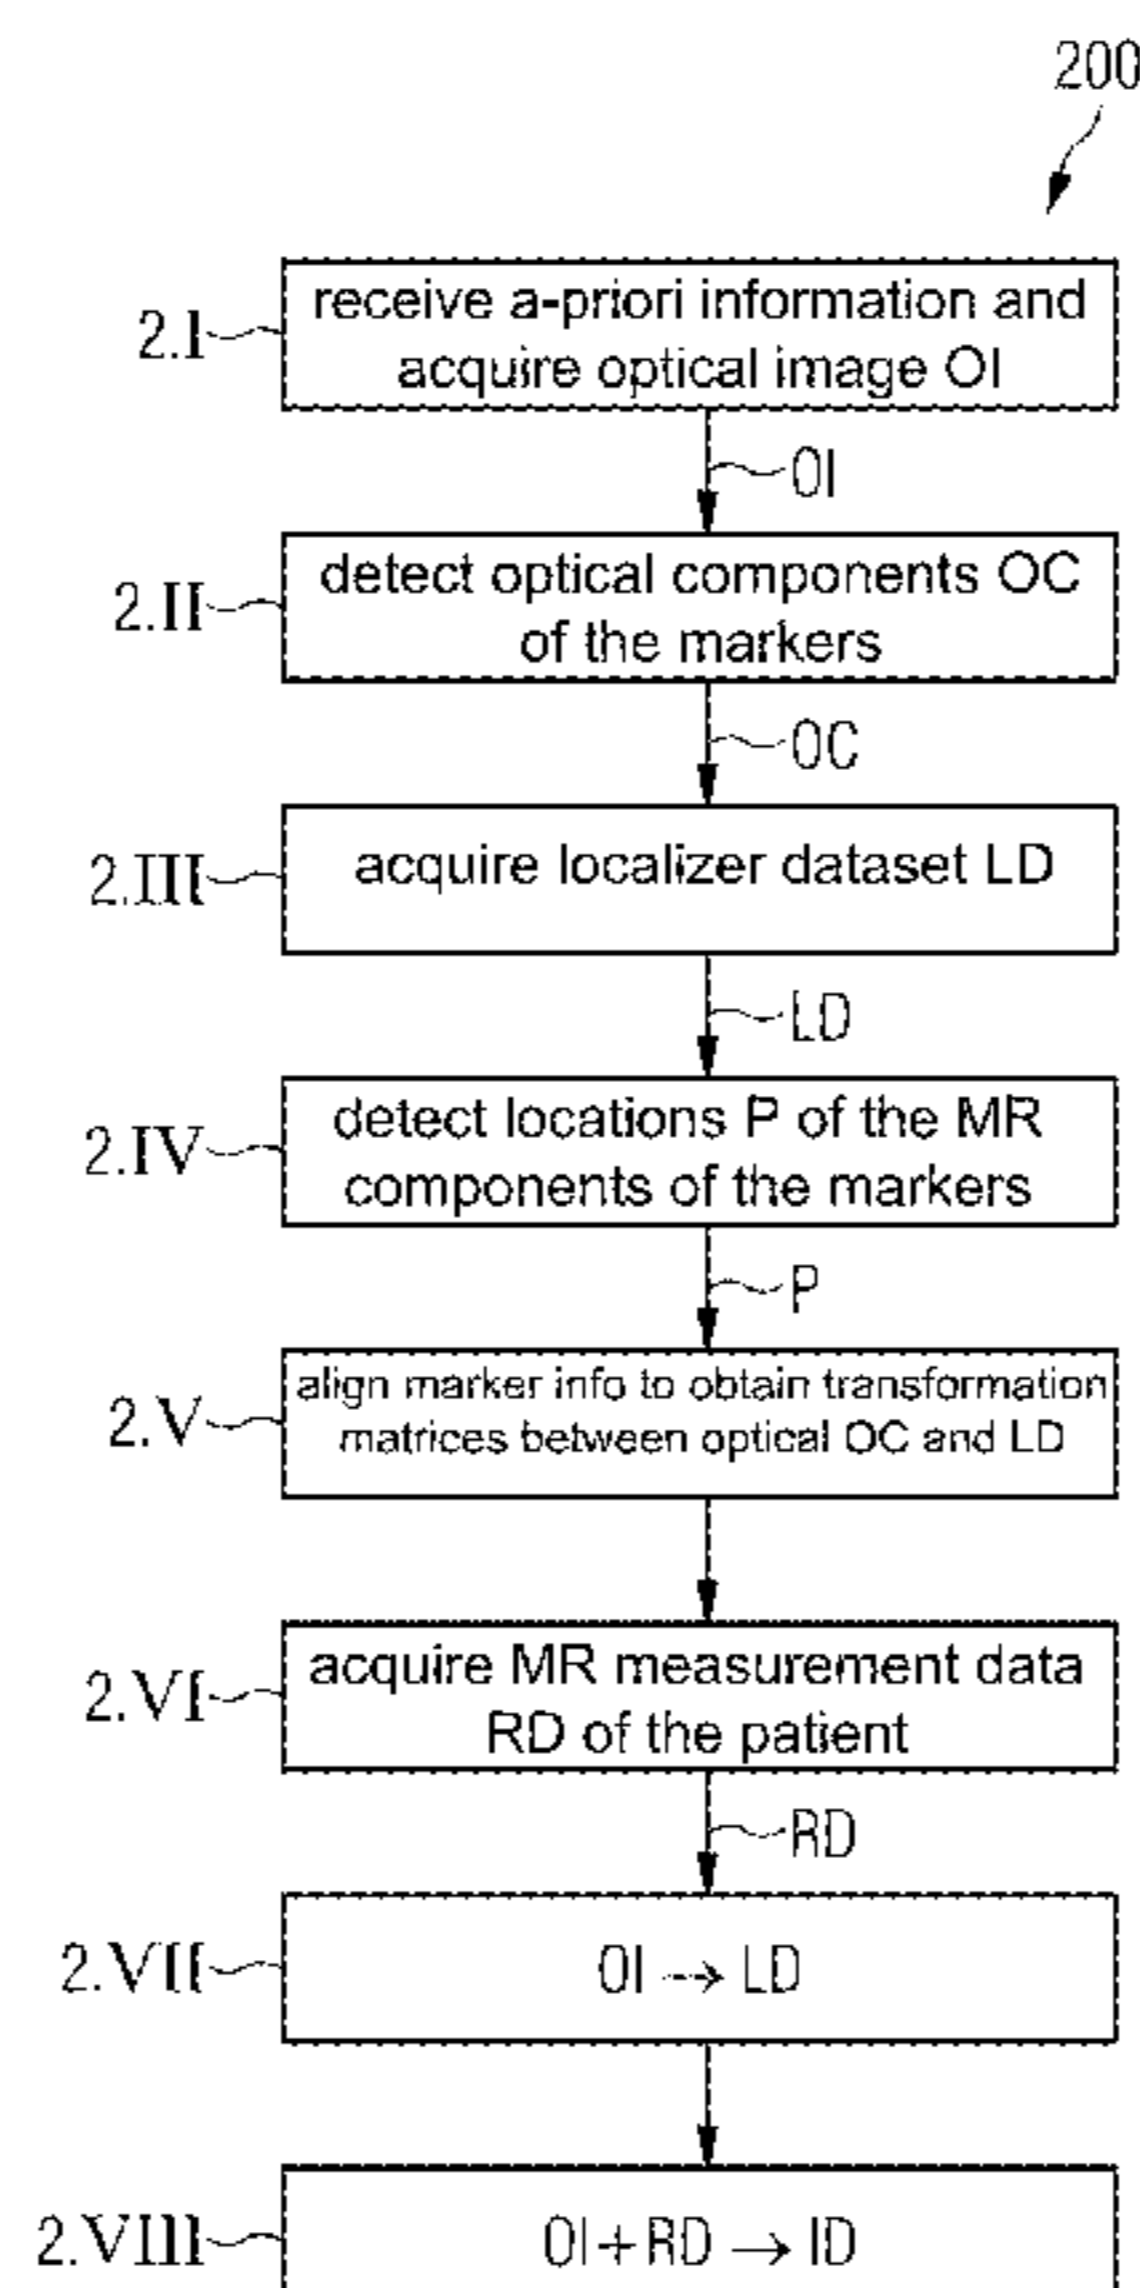 200
2.I
receive a-priori information and
acquire optical image OI
OI
2.II
detect optical components OC
of the markers
OC
2.III
acquire localizer dataset LD
LD
2.IV
detect locations P of the MR
components of the markers
P
2.V
align marker info to obtain transformation
matrices between optical OC and LD
2.VI
acquire MR measurement data
RD of the patient
RD
2.VII
OI → LD
2.VIII
OI + RD → ID